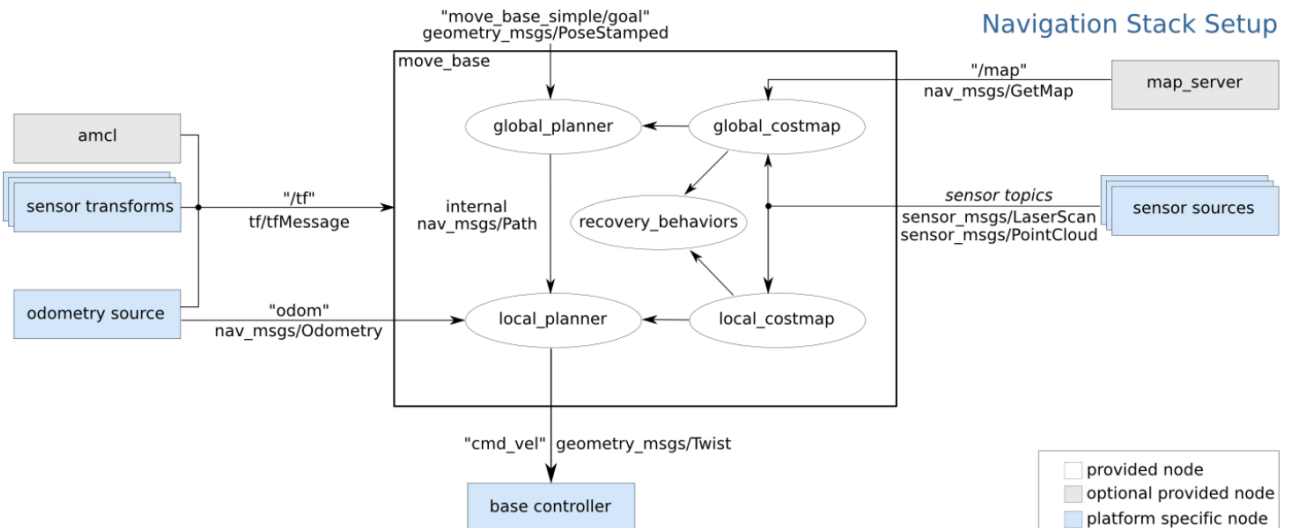 "move_base_simple/goal"
geometry_msgs/PoseStamped
Navigation Stack Setup
move_base
"/map"
nav_msgs/GetMap
map_server
amcl
global_planner
global_costmap
sensor transforms
"/tf"
tf/tfMessage
internal
nav_msgs/Path
recovery_behaviors
sensor topics
sensor_msgs/LaserScan
sensor_msgs/PointCloud
sensor sources
odometry source
"odom"
nav_msgs/Odometry
local_planner
local_costmap
"cmd_vel" geometry_msgs/Twist
base controller
provided node
optional provided node
platform specific node